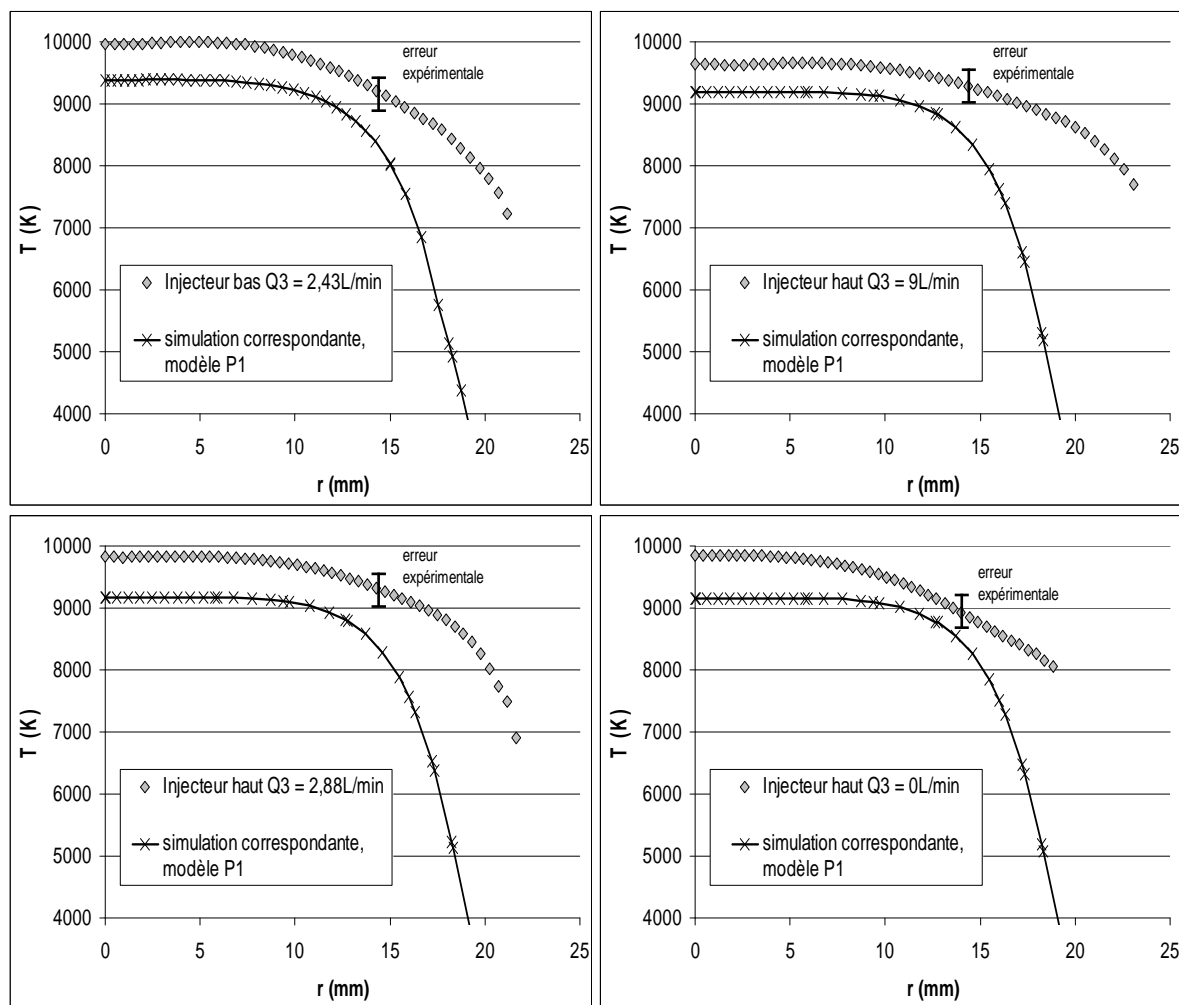 10000
9000
8000
7000
6000
5000
4000
T (K)
erreur
expérimentale
Injecteur bas Q3 = 2,43L/min
simulation correspondante,
modèle P1
0 5 10 15 20 25
r (mm)
10000
9000
8000
7000
6000
5000
4000
T (K)
erreur
expérimentale
Injecteur haut Q3 = 9L/min
simulation correspondante,
modèle P1
0 5 10 15 20 25
r (mm)
10000
9000
8000
7000
6000
5000
4000
T (K)
erreur
expérimentale
Injecteur haut Q3 = 2,88L/min
simulation correspondante,
modèle P1
0 5 10 15 20 25
r (mm)
10000
9000
8000
7000
6000
5000
4000
T (K)
erreur
expérimentale
Injecteur haut Q3 = 0L/min
simulation correspondante,
modèle P1
0 5 10 15 20 25
r (mm)